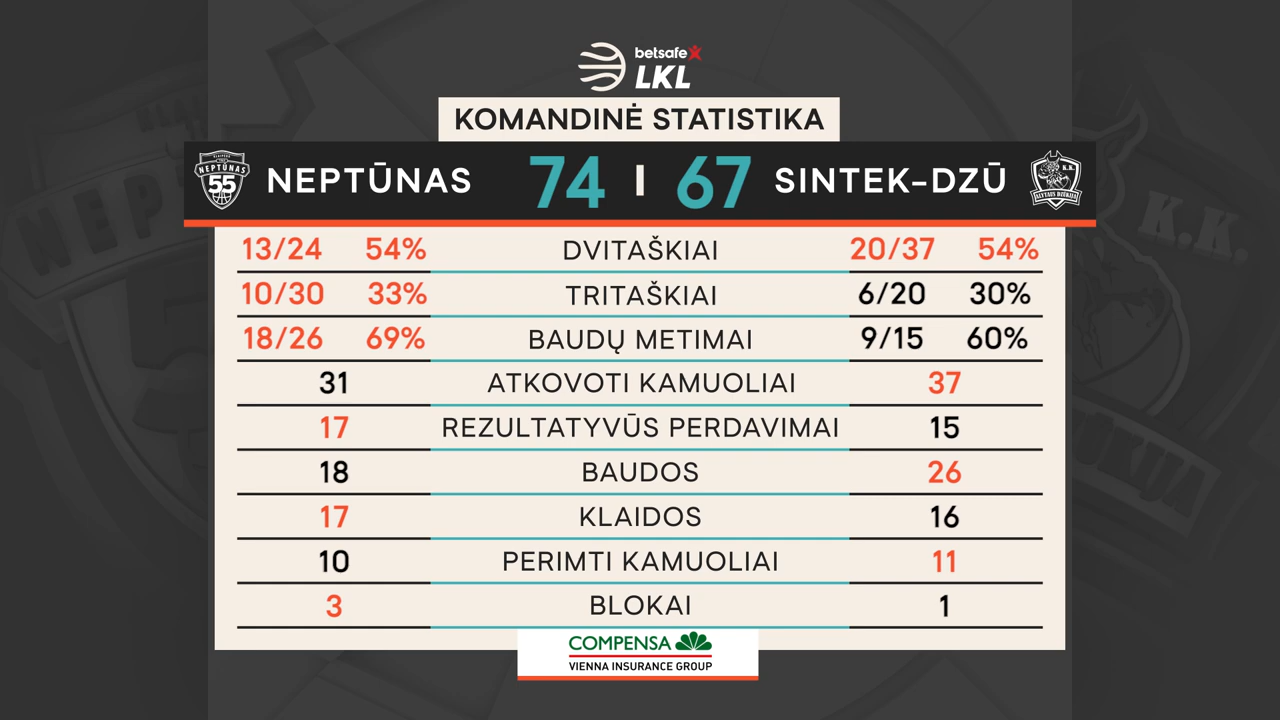 betsafe
LKL
KOMANDINĖ STATISTIKA
NEPTŪNAS 55 NEPTŪNAS 74 | 67 SINTEK-DZŪ K.K.
13/24 54% DVITAŠKIAI 20/37 54%
10/30 33% TRITAŠKIAI 6/20 30%
18/26 69% BAUDŲ METIMAI 9/15 60%
31 ATKOVOTI KAMUOLIAI 37
17 REZULTATYVŪS PERDAVIMAI 15
18 BAUDOS 26
17 KLAIDOS 16
10 PERIMTI KAMUOLIAI 11
3 BLOKAI 1
COMPENSA
VIENNA INSURANCE GROUP